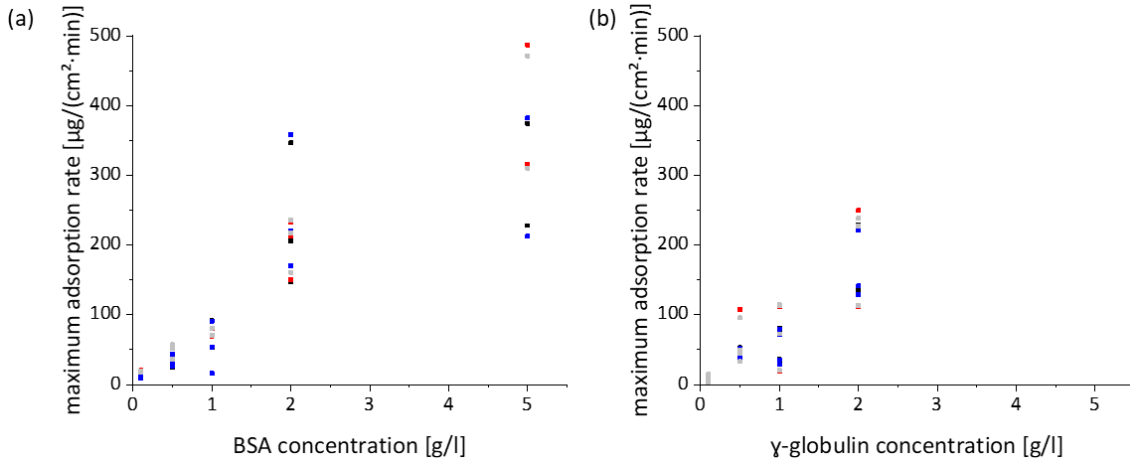 (a)
maximum adsorption rate [µg/(cm²·min)]
500
400
300
200
100
0
0 1 2 3 4 5
BSA concentration [g/l]
(b)
maximum adsorption rate [µg/(cm²·min)]
500
400
300
200
100
0
0 1 2 3 4 5
ɣ-globulin concentration [g/l]